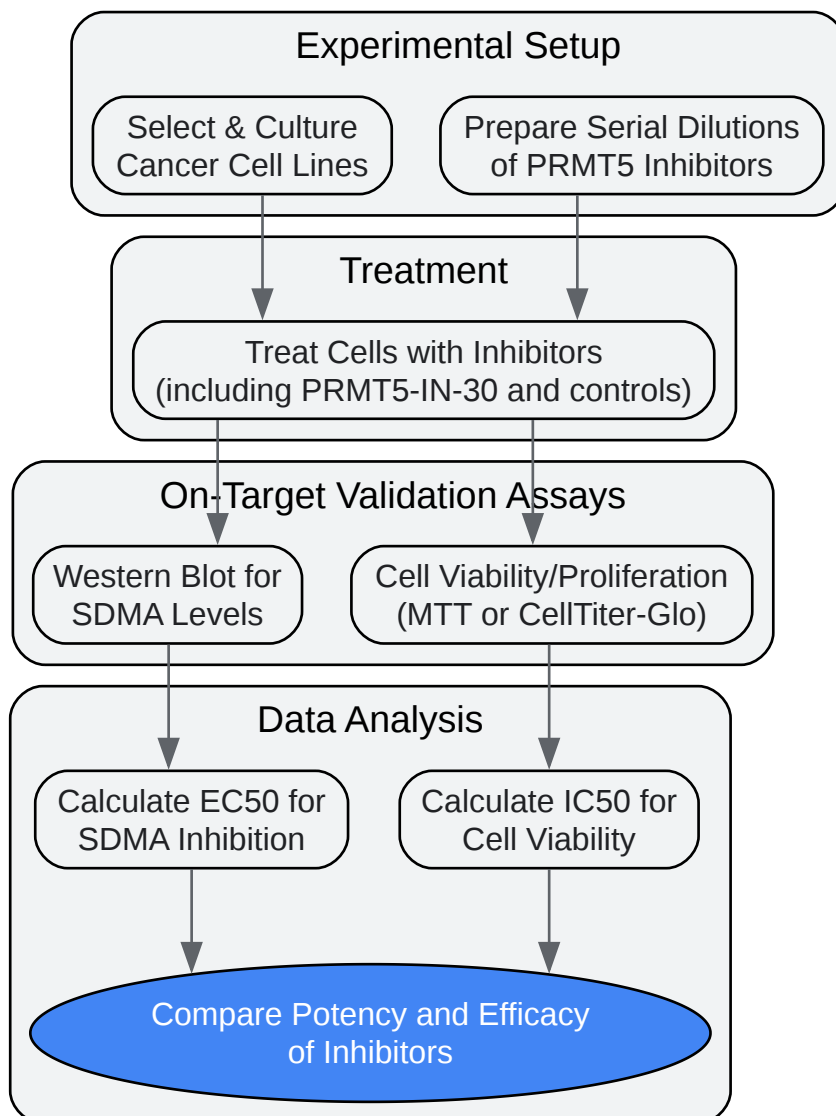 Experimental Setup
Select & Culture
Cancer Cell Lines
Prepare Serial Dilutions
of PRMT5 Inhibitors
Treatment
Treat Cells with Inhibitors
(including PRMT5-IN-30 and controls)
On-Target Validation Assays
Western Blot for
SDMA Levels
Cell Viability/Proliferation
(MTT or CellTiter-Glo)
Data Analysis
Calculate EC50 for
SDMA Inhibition
Calculate IC50 for
Cell Viability
Compare Potency and Efficacy
of Inhibitors